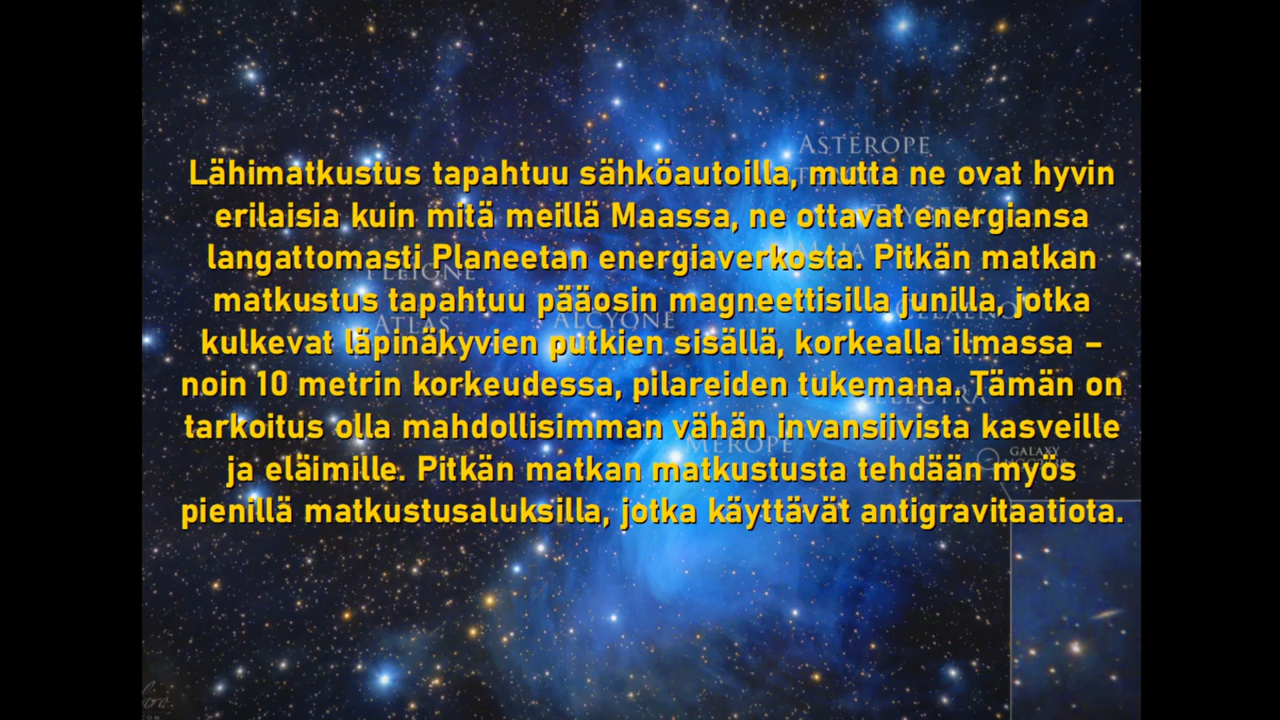 ASTEROPE
Lähimatkustus tapahtuu sähköautoilla, mutta ne ovat hyvin
erilaisia kuin mitä meillä Maassa, ne ottavat energiansa
langattomasti Planeetan energiaverkosta. Pitkän matkan
PLEIONE
matkustus tapahtuu pääosin magneettisilla junilla, jotka
ATLAS
ALCYONE
CELAENO
kulkevat läpinäkyvien putkien sisällä, korkealla ilmassa –
noin 10 metrin korkeudessa, pilareiden tukemana. Tämän on
ELECTRA
tarkoitus olla mahdollisimman vähän invansiivista kasveille
MEROPE
GALAXY
ja eläimille. Pitkän matkan matkustusta tehdään myös
pienillä matkustusaluksilla, jotka käyttävät antigravitaatiota.